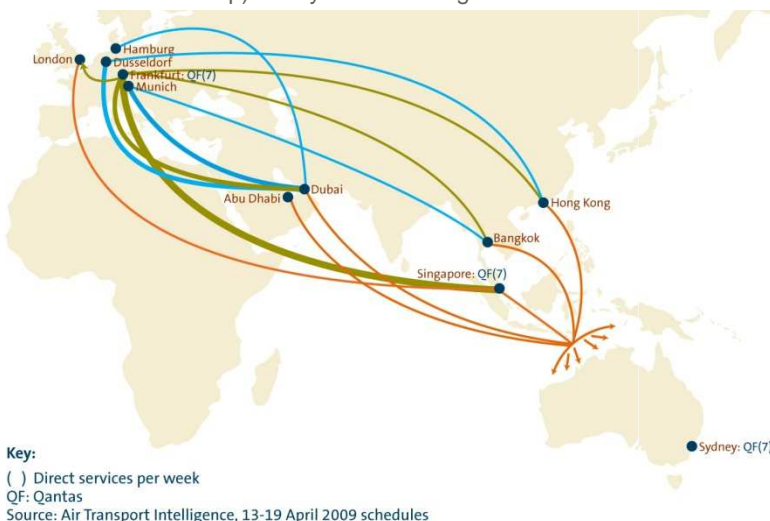 Hamburg
London
Düsseldorf
Frankfurt: QF(7)
Munich
Dubai
Abu Dhabi
Hong Kong
Bangkok
Singapore: QF(7)
Sydney: QF(7)
Key:
( ) Direct services per week
QF: Qantas
Source: Air Transport Intelligence, 13-19 April 2009 schedules